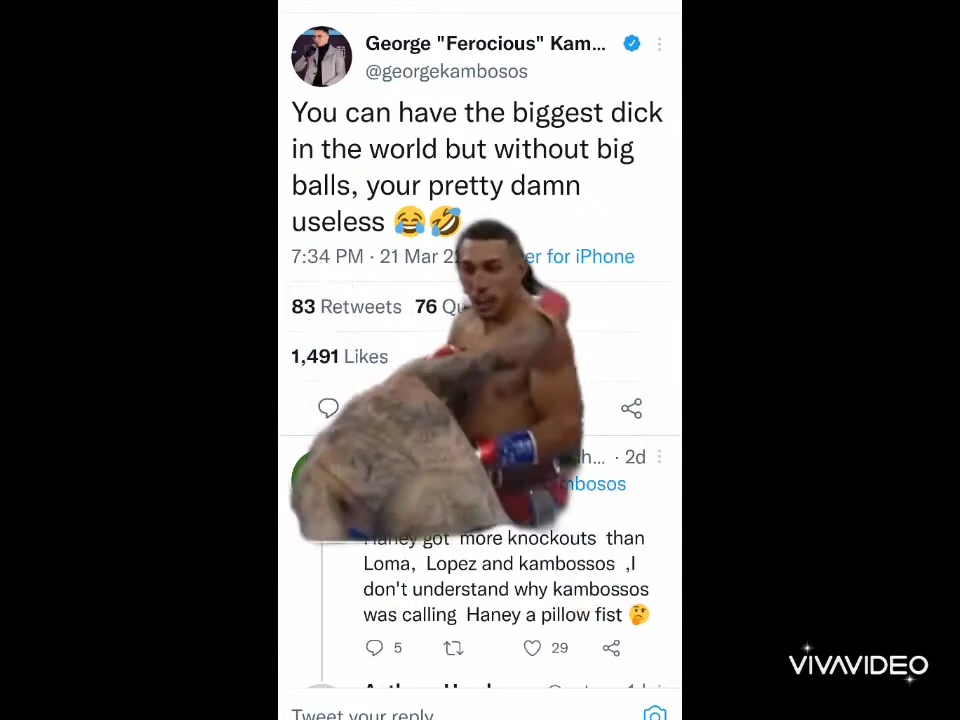 George "Ferocious" Kam...
@georgekambosos
You can have the biggest dick
in the world but without big
balls, your pretty damn
useless 😂🤣
7:34 PM · 21 Mar 2 for iPhone
83 Retweets 76
1,491 Likes
· 2d
Haney got more knockouts than
Loma, Lopez and kambossos ,I
don't understand why kambossos
was calling Haney a pillow fist 🤔
5 29
Tweet your reply
VIVAVIDEO